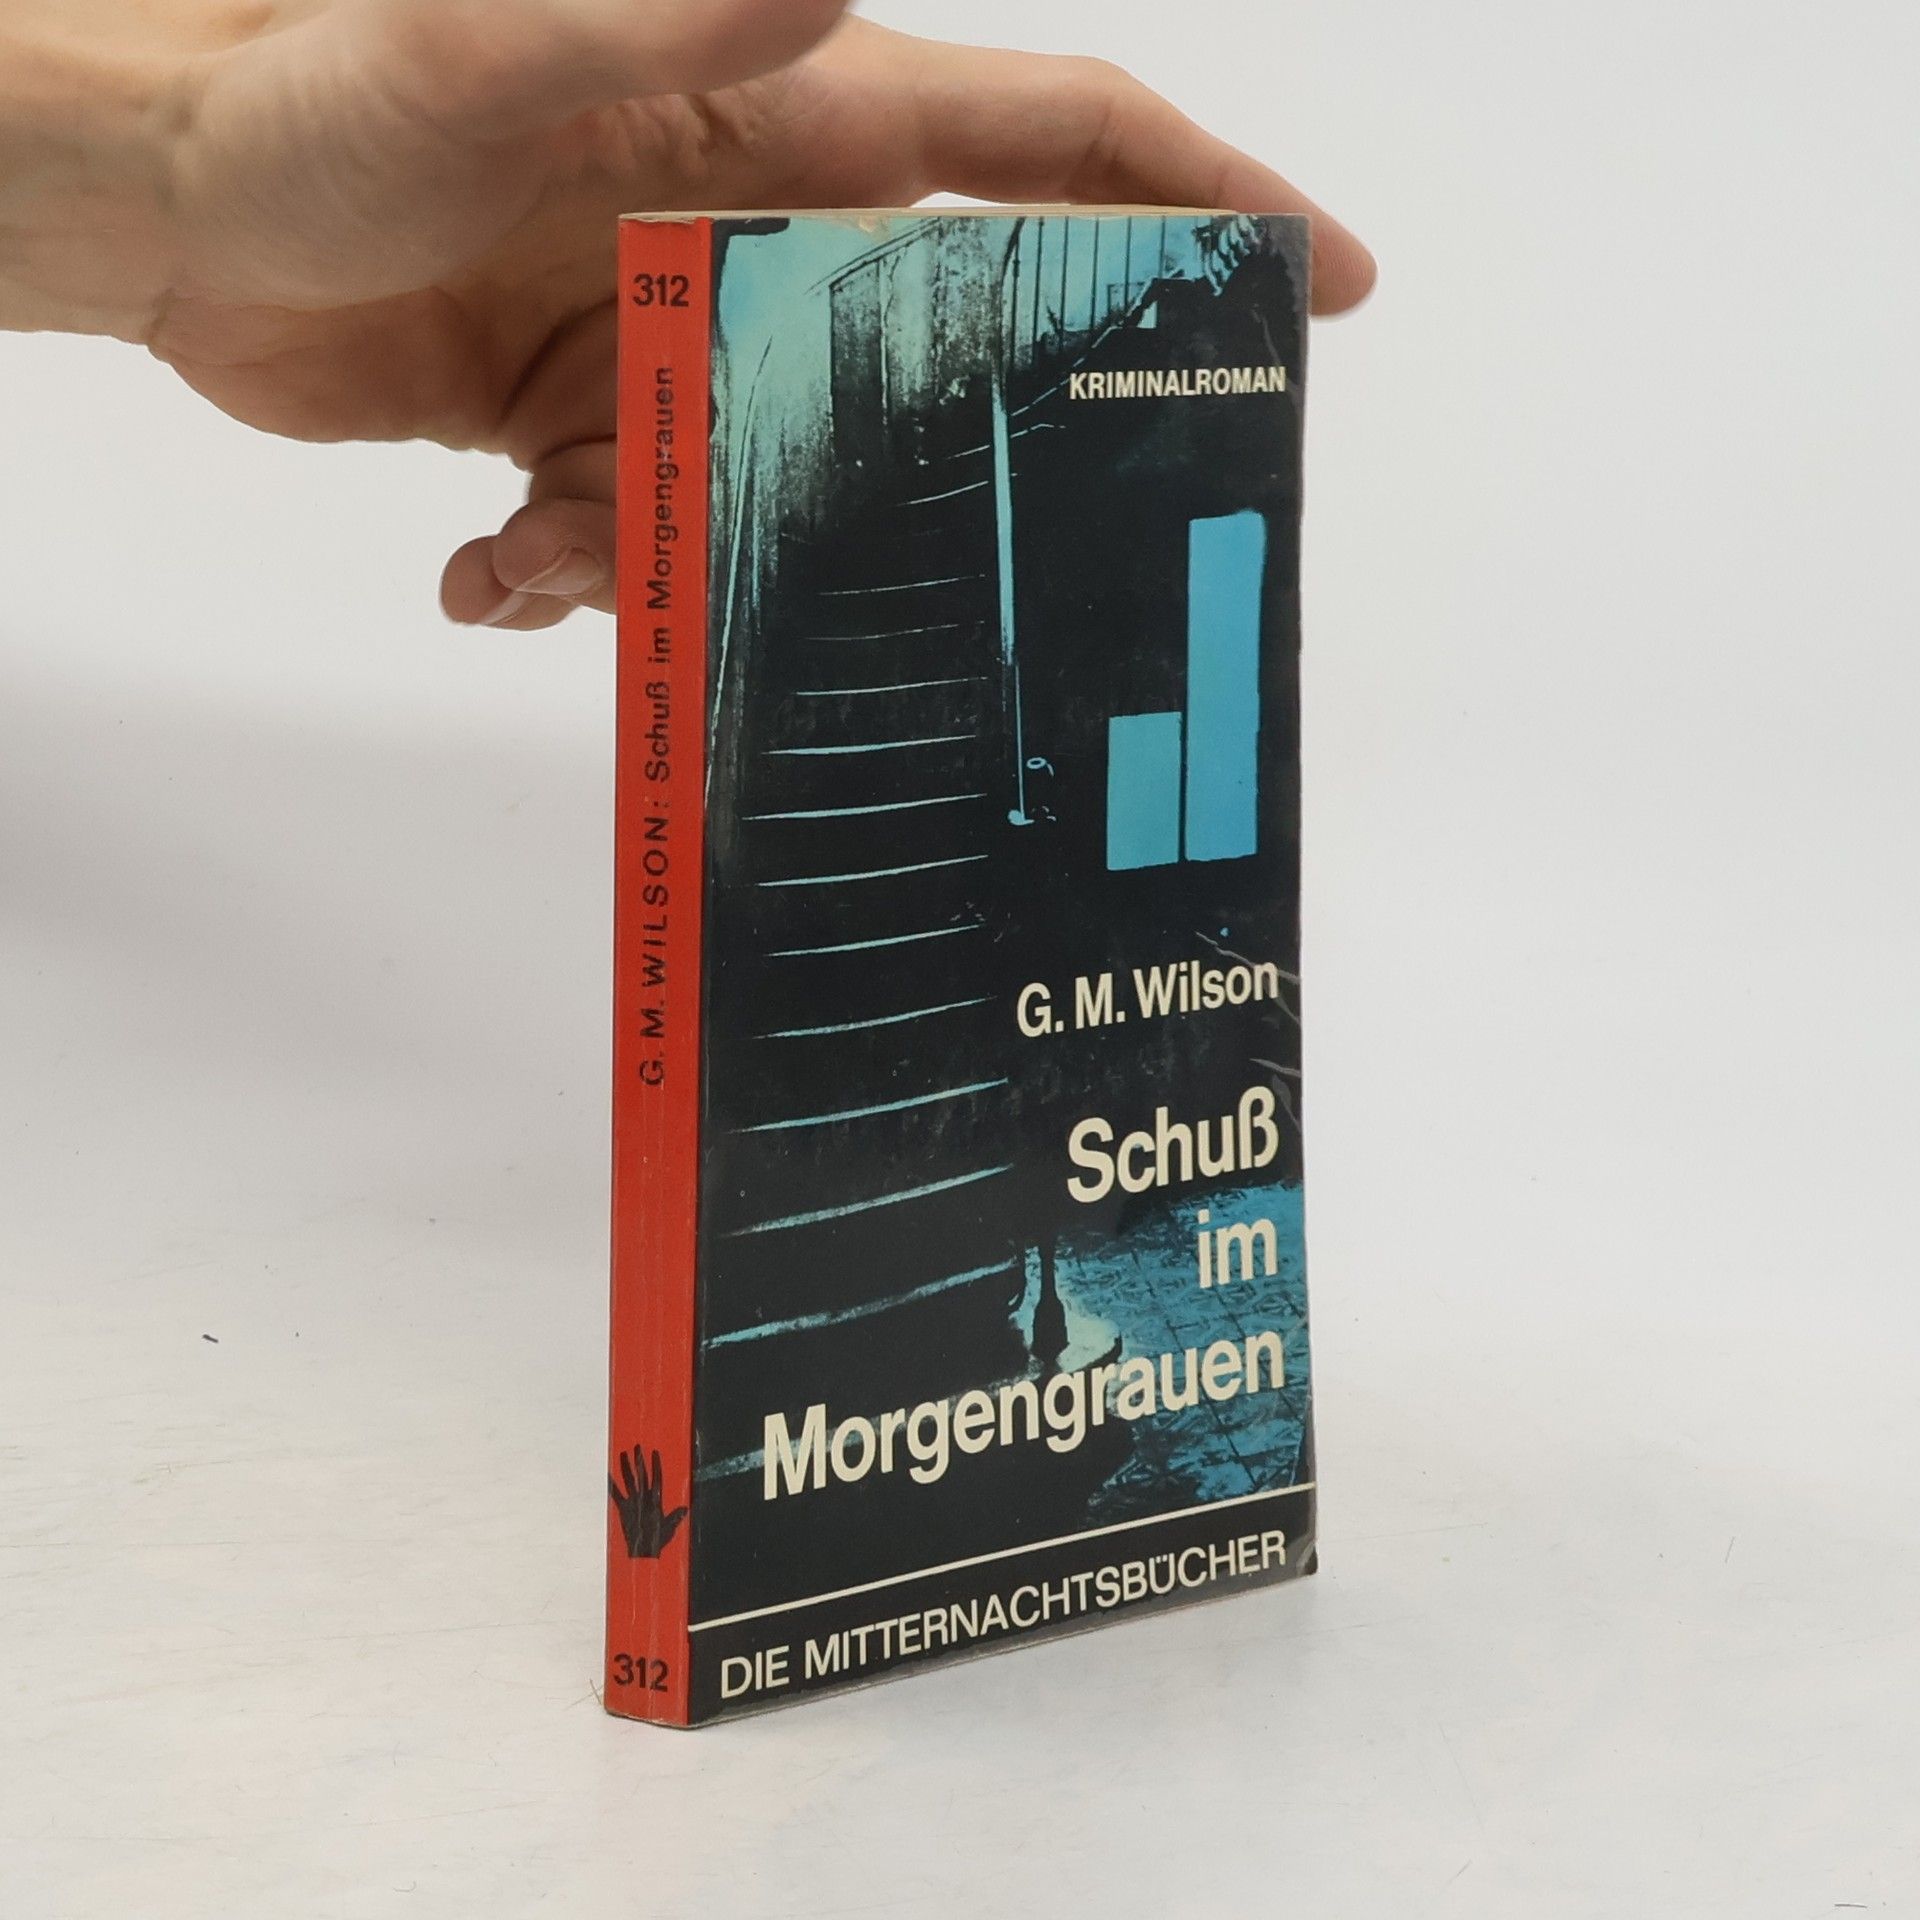 312
G. M. WILSON: Schuß im Morgengrauen
312
KRIMINALROMAN
G. M. Wilson
Schuß
im
Morgengrauen
DIE MITTERNACHTSBÜCHER